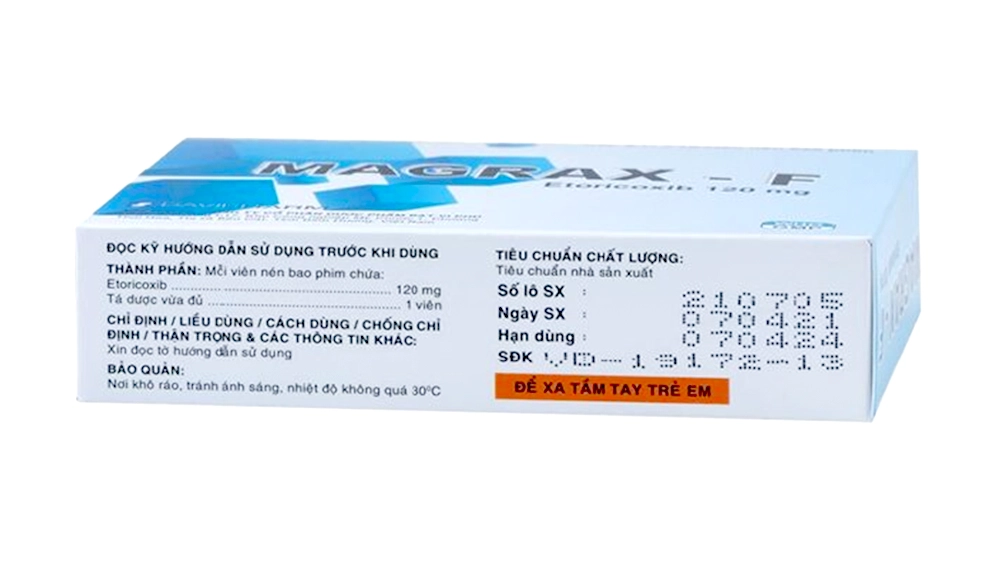 MAGRAX - F
Etoricoxib 120 mg
ĐỌC KỸ HƯỚNG DẪN SỬ DỤNG TRƯỚC KHI DÙNG
THÀNH PHẦN: Mỗi viên nén bao phim chứa:
Etoricoxib ........................................................ 120 mg
Tá dược vừa đủ ................................................ 1 viên
CHỈ ĐỊNH / LIỀU DÙNG / CÁCH DÙNG / CHỐNG CHỈ
ĐỊNH / THẬN TRỌNG & CÁC THÔNG TIN KHÁC:
Xin đọc tờ hướng dẫn sử dụng
BẢO QUẢN:
Nơi khô ráo, tránh ánh sáng, nhiệt độ không quá 30ºC
TIÊU CHUẨN CHẤT LƯỢNG:
Tiêu chuẩn nhà sản xuất
Số lô SX : 210705
Ngày SX : 070421
Hạn dùng : 070424
SĐK VD-19172-13
ĐỂ XA TẦM TAY TRẺ EM